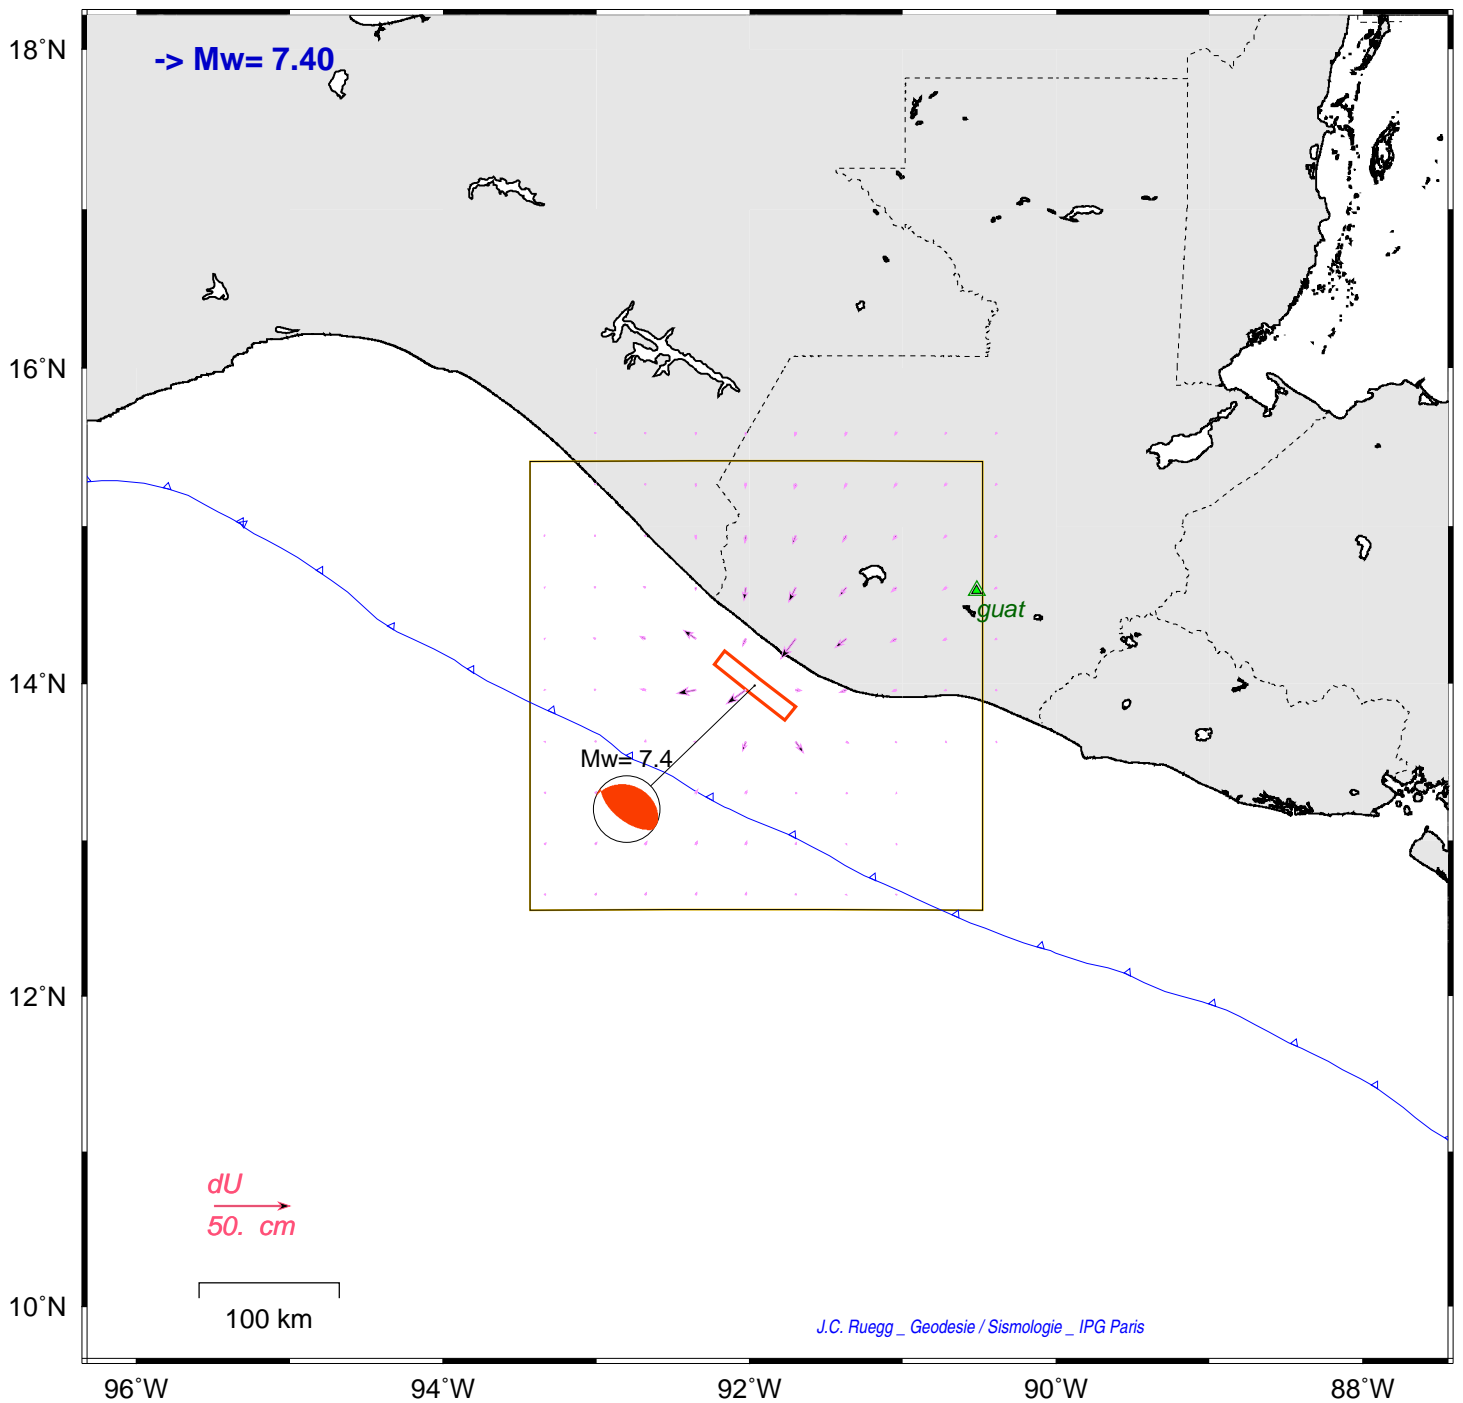 18°N
-> Mw= 7.40
16°N
guat
14°N
Mw= 7.4
12°N
dU
50. cm
10°N
100 km
J.C. Ruegg _ Geodesie / Sismologie _ IPG Paris
96°W
94°W
92°W
90°W
88°W